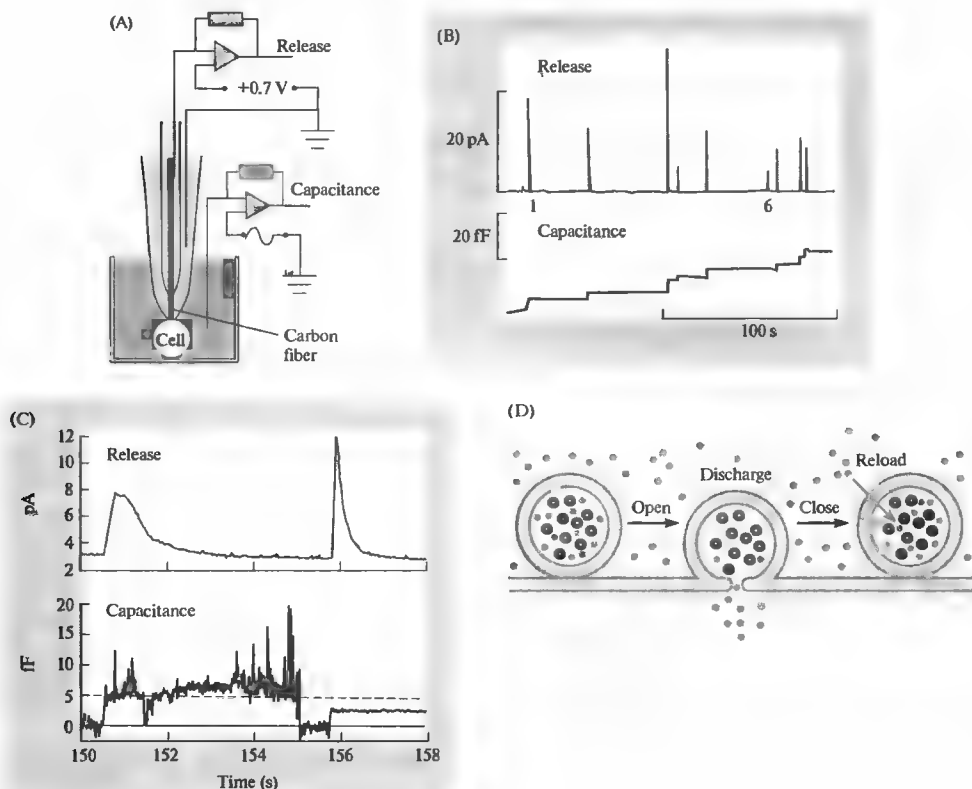 (A)
Release
+0.7 V
Capacitance
Cell
Carbon
fiber
(B)
Release
20 pA
1 6
20 fF
Capacitance
100 s
(C)
12
10
8
6
4
2
pA
Release
20
15
10
5
0
fF
Capacitance
150 152 154 156 158
Time (s)
(D)
Discharge
Reload
Open
Close